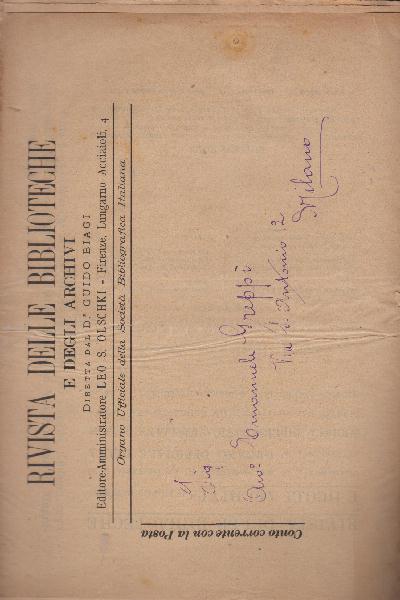 RIVISTA DELLE BIBLIOTECHE
E DEGLI ARCHIVI
DIRETTA DAL D.R GUIDO BIAGI
Editore-Amministratore LEO S. OLSCHKI - Firenze, Lungarno Acciaioli, 4
Organo Ufficiale della Società Bibliografica Italiana
Conto corrente con la Posta
Sig
Avv. Emanuele Greppi
Via S. Antonio 12
Milano